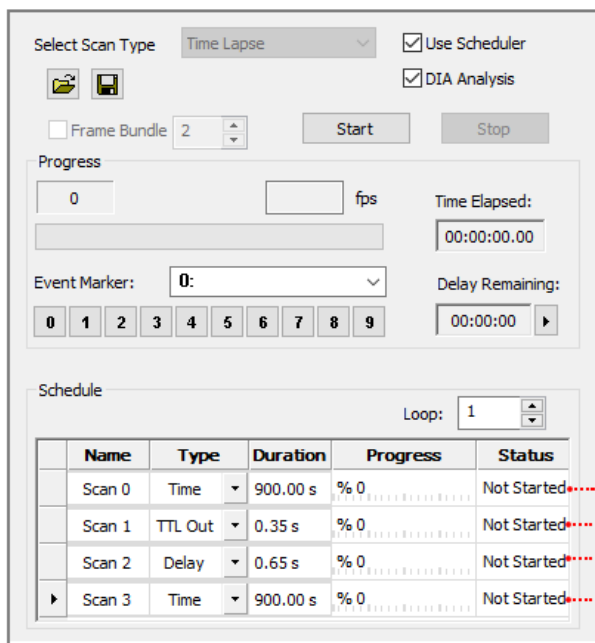 Select Scan Type Time Lapse Use Scheduler
DIA Analysis
Frame Bundle 2 Start Stop
Progress
0 fps Time Elapsed:
00:00:00.00
Event Marker: 0: Delay Remaining:
0 1 2 3 4 5 6 7 8 9 00:00:00
Schedule
Loop: 1
Name Type Duration Progress Status
Scan 0 Time 900.00 s % 0 Not Started
Scan 1 TTL Out 0.35 s % 0 Not Started
Scan 2 Delay 0.65 s % 0 Not Started
Scan 3 Time 900.00 s % 0 Not Started